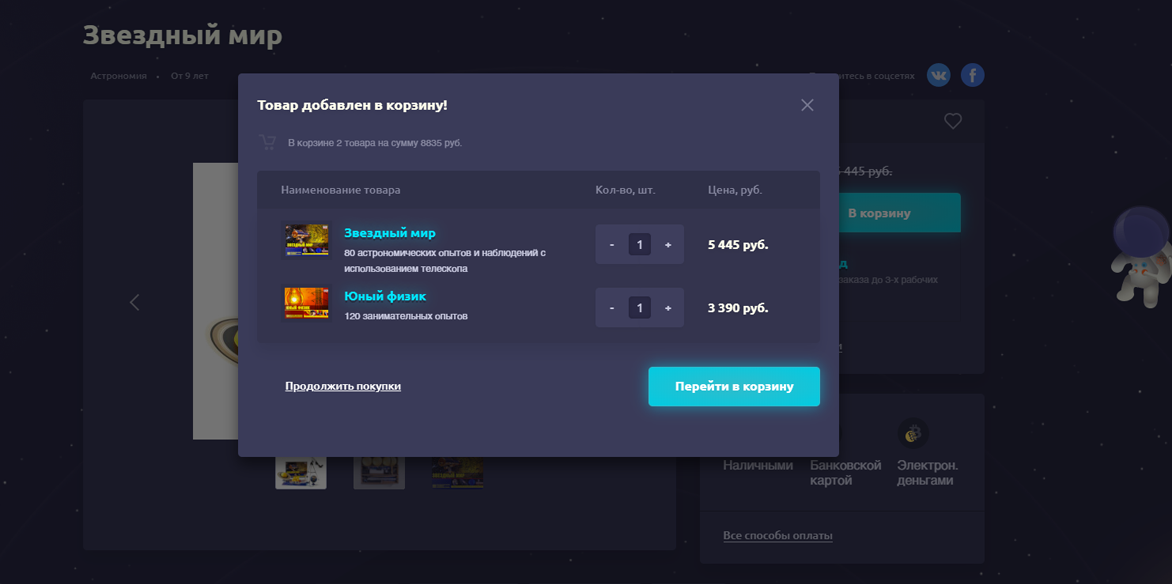 Звездный мир
Астрономия • От 9 лет
соцсетях
Товар добавлен в корзину!
В корзине 2 товара на сумму 8835 руб.
445 руб.
Наименование товара Кол-во, шт. Цена, руб.
В корзину
Звездный мир
80 астрономических опытов и наблюдений с
использованием телескопа
- 1 + 5 445 руб.
заказа до 3-х рабочих
Юный физик
120 занимательных опытов
- 1 + 3 390 руб.
Продолжить покупки
Перейти в корзину
Наличными
Банковской
картой
Электрон.
деньгами
Все способы оплаты